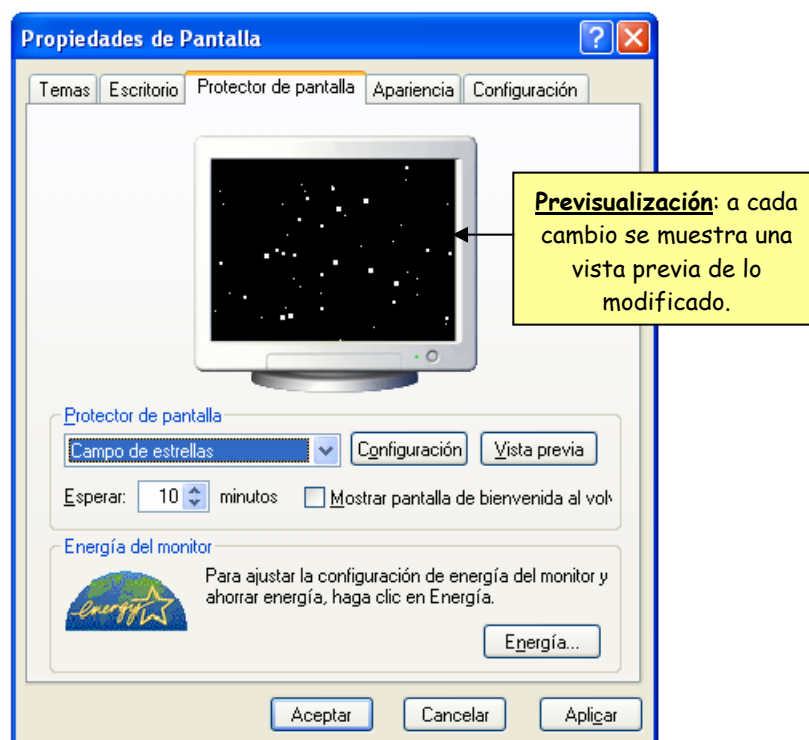 Propiedades de Pantalla
Temas Escritorio Protector de pantalla Apariencia Configuración
Previsualización: a cada
cambio se muestra una
vista previa de lo
modificado.
Protector de pantalla
Campo de estrellas Configuración Vista previa
Esperar: 10 minutos Mostrar pantalla de bienvenida al volv
Energía del monitor
energy
Para ajustar la configuración de energía del monitor y
ahorrar energía, haga clic en Energía.
Energía...
Aceptar Cancelar Aplicar